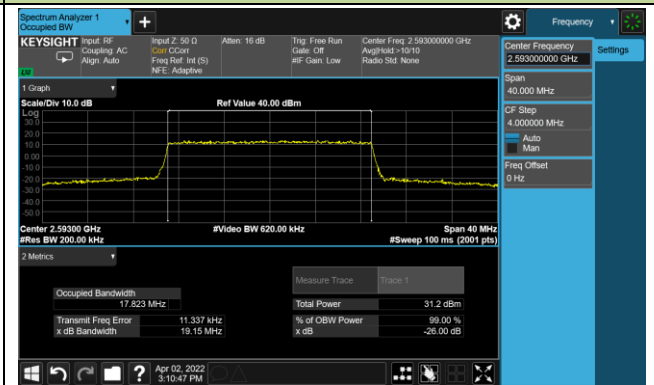 Spectrum Analyzer 1
Occupied BW
Frequency
KEYSIGHT Input: RF
Coupling: AC
Align: Auto
Input Z: 50 Ω
Corr CCorr
Freq Ref: Int (S)
NFE: Adaptive
Atten: 16 dB
Trig: Free Run
Gate: Off
#IF Gain: Low
Center Freq: 2.593000000 GHz
Avg|Hold:>10/10
Radio Std: None
LV
1 Graph
Scale/Div 10.0 dB
Ref Value 40.00 dBm
Log
30.0
20.0
10.0
0.00
-10.0
-20.0
-30.0
-40.0
-50.0
Center 2.59300 GHz
#Res BW 200.00 kHz
#Video BW 620.00 kHz
Span 40 MHz
#Sweep 100 ms (2001 pts)
2 Metrics
Measure Trace Trace 1
Occupied Bandwidth
17.823 MHz
Total Power 31.2 dBm
Transmit Freq Error 11.337 kHz
% of OBW Power 99.00 %
x dB Bandwidth 19.15 MHz
x dB -26.00 dB
Apr 02, 2022
3:10:47 PM
Center Frequency
2.593000000 GHz
Settings
Span
40.000 MHz
CF Step
4.000000 MHz
Auto
Man
Freq Offset
0 Hz